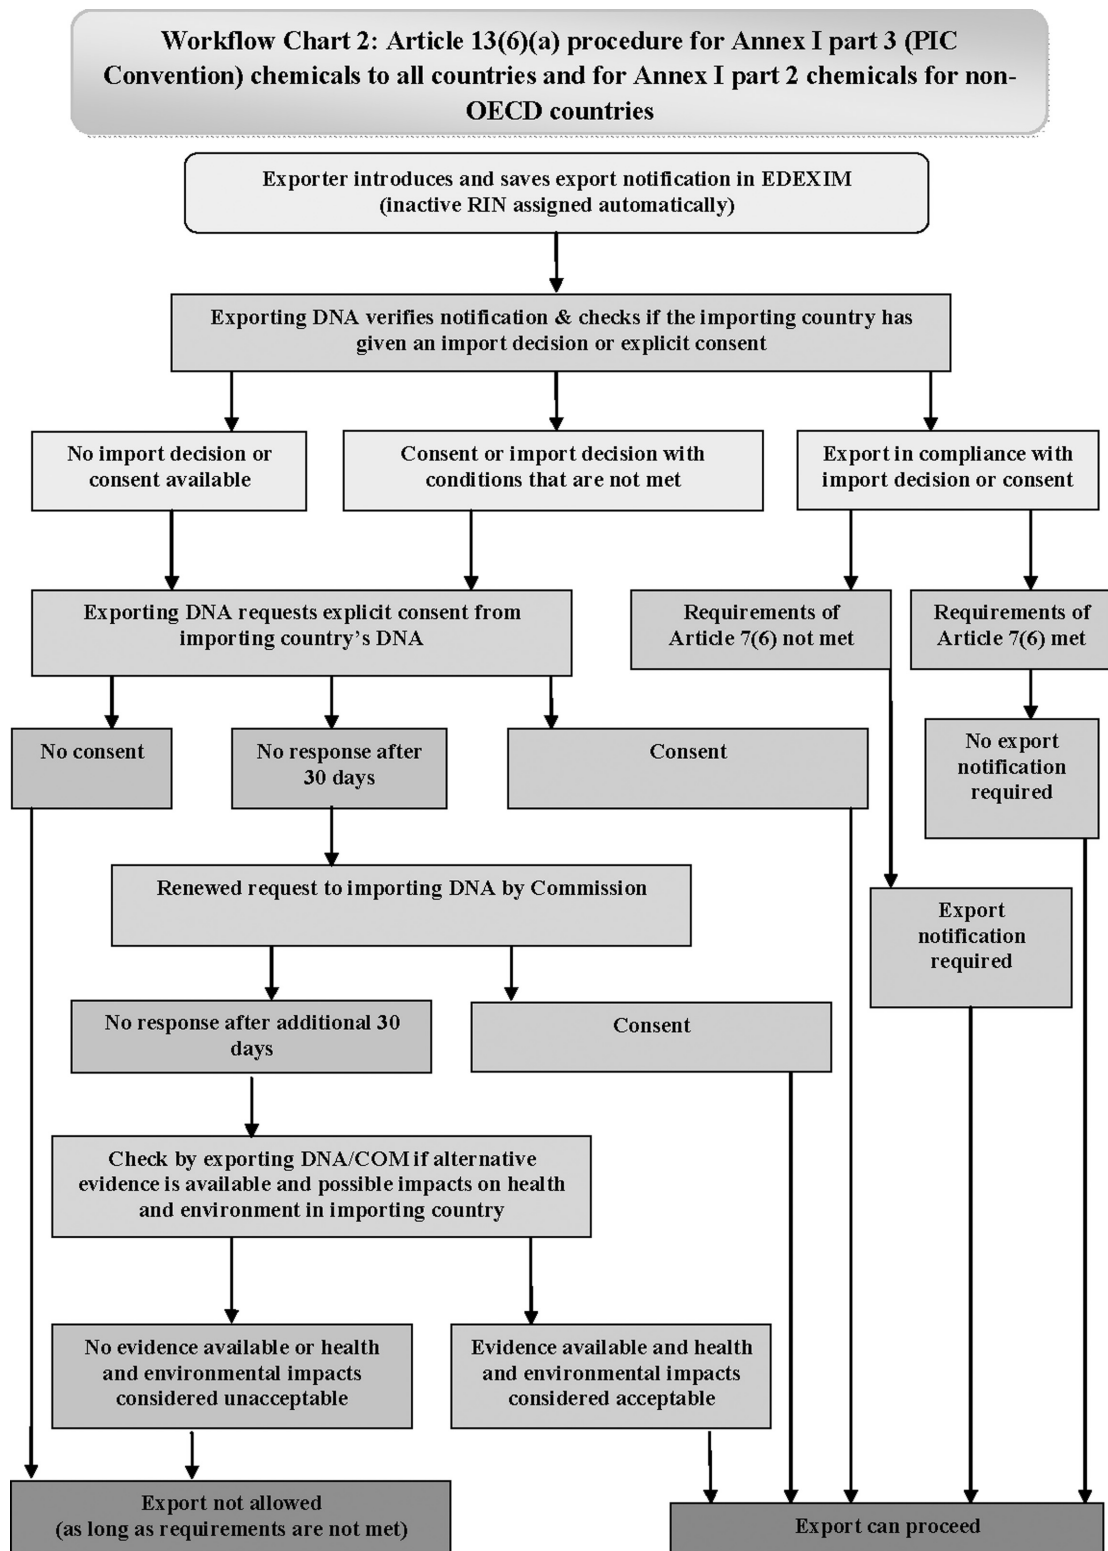 Workflow Chart 2: Article 13(6)(a) procedure for Annex I part 3 (PIC
Convention) chemicals to all countries and for Annex I part 2 chemicals for non-
OECD countries
Exporter introduces and saves export notification in EDEXIM
(inactive RIN assigned automatically)
Exporting DNA verifies notification & checks if the importing country has
given an import decision or explicit consent
No import decision or
consent available
Consent or import decision with
conditions that are not met
Export in compliance with
import decision or consent
Exporting DNA requests explicit consent from
importing country’s DNA
Requirements of
Article 7(6) not met
Requirements of
Article 7(6) met
No consent
No response after
30 days
Consent
No export
notification
required
Renewed request to importing DNA by Commission
Export
notification
required
No response after additional 30
days
Consent
Check by exporting DNA/COM if alternative
evidence is available and possible impacts on health
and environment in importing country
No evidence available or health
and environmental impacts
considered unacceptable
Evidence available and health
and environmental impacts
considered acceptable
Export not allowed
(as long as requirements are not met)
Export can proceed